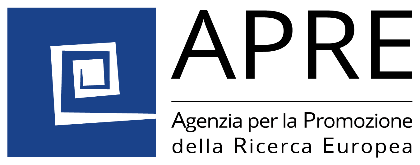 APRE
Agenzia per la Promozione
della Ricerca Europea